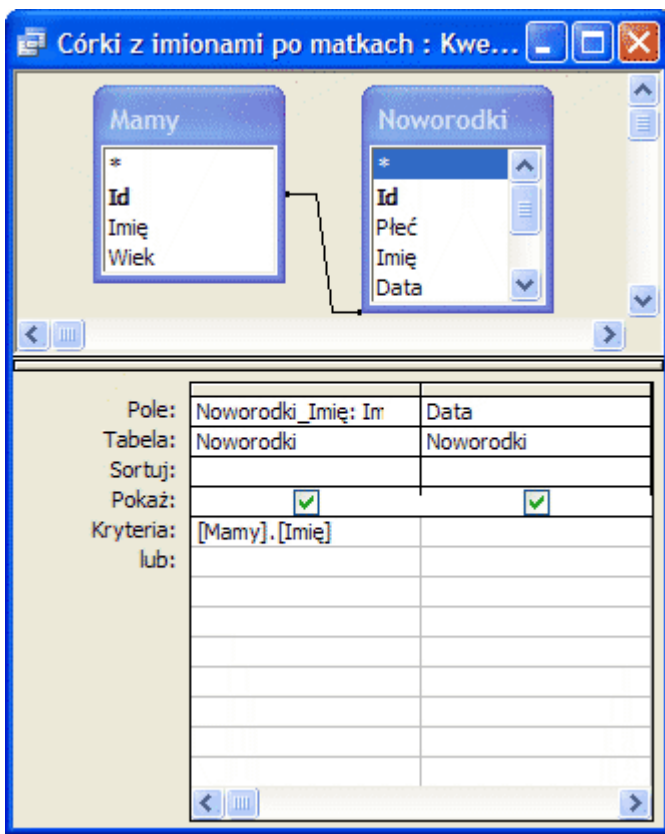 Córki z imionami po matkach : Kwe...
Mamy
*
Id
Imię
Wiek
Noworodki
*
Id
Płeć
Imię
Data
Pole: Noworodki_Imię: Im Data
Tabela: Noworodki Noworodki
Sortuj:
Pokaż:
Kryteria: [Mamy].[Imię]
lub: